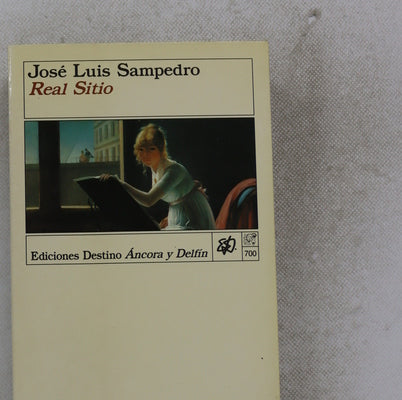 José Luis Sampedro
Real Sitio
Ediciones Destino Áncora y Delfín
700